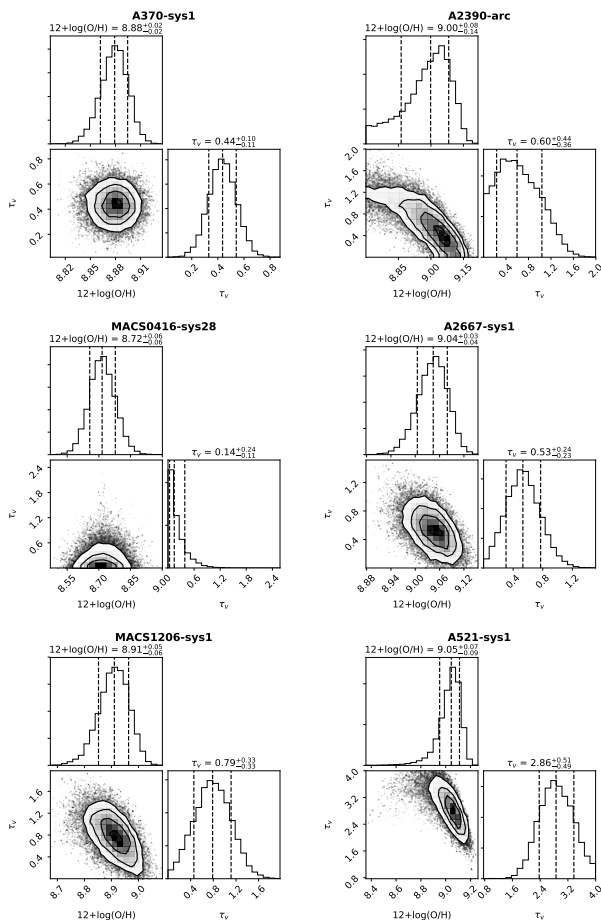 A370-sys1
12+log(O/H) = 8.88+0.02−0.02
τv = 0.44+0.10−0.11
τv
0.8
0.6
0.4
0.2
8.82 8.85 8.88 8.91
12+log(O/H)
0.2 0.4 0.6 0.8
τv
A2390-arc
12+log(O/H) = 9.00+0.08−0.14
τv = 0.60+0.44−0.36
τv
2.0
1.6
1.2
0.8
0.4
8.85 9.00 9.15
12+log(O/H)
0.4 0.8 1.2 1.6 2.0
τv
MACS0416-sys28
12+log(O/H) = 8.72+0.06−0.06
τv = 0.14+0.24−0.11
τv
2.4
1.8
1.2
0.6
8.55 8.70 8.85 9.00
12+log(O/H)
0.6 1.2 1.8 2.4
τv
A2667-sys1
12+log(O/H) = 9.04+0.03−0.04
τv = 0.53+0.24−0.23
τv
1.2
0.8
0.4
8.88 8.94 9.00 9.06 9.12
12+log(O/H)
0.4 0.8 1.2
τv
MACS1206-sys1
12+log(O/H) = 8.91+0.05−0.06
τv = 0.79+0.33−0.33
τv
1.6
1.2
0.8
0.4
8.7 8.8 8.9 9.0
12+log(O/H)
0.4 0.8 1.2 1.6
τv
A521-sys1
12+log(O/H) = 9.05+0.07−0.09
τv = 2.86+0.51−0.49
τv
4.0
3.2
2.4
1.6
0.8
8.4 8.6 8.8 9.0 9.2
12+log(O/H)
0.8 1.6 2.4 3.2 4.0
τv